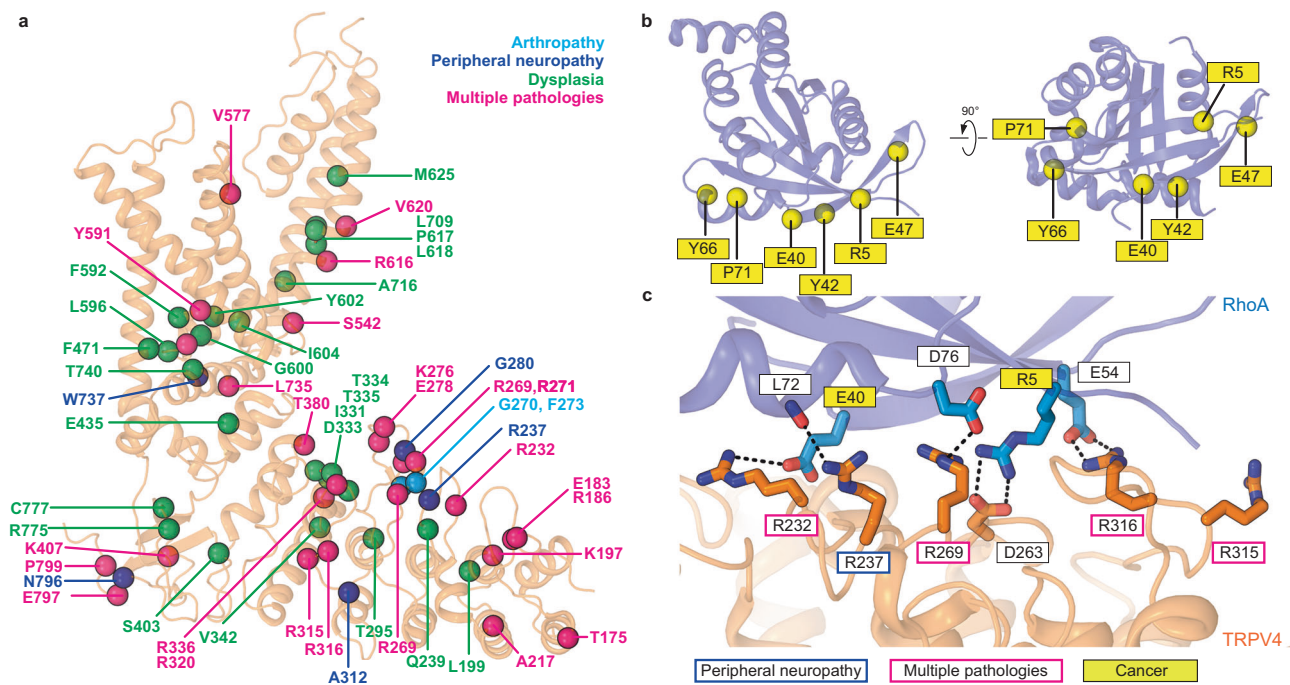 a
Arthropathy
Peripheral neuropathy
Dysplasia
Multiple pathologies
V577
M625
V620
L709
P617
L618
R616
A716
Y591
F592
L596
Y602
S542
I604
F471
G600
T740
W737
L735
E435
T380
T334
T335
I331
D333
K276
E278
G280
R269,R271
G270, F273
R237
R232
E183
R186
C777
R775
K407
P799
N796
E797
K197
S403
V342
R336
R320
R315
R316
A312
T295
R269
Q239
L199
A217
T175
b
Y66
P71
E40
Y42
R5
E47
90°
P71
R5
Y66
E40
Y42
E47
c
RhoA
L72
E40
D76
R5
E54
R232
R237
R269
D263
R316
R315
TRPV4
Peripheral neuropathy
Multiple pathologies
Cancer